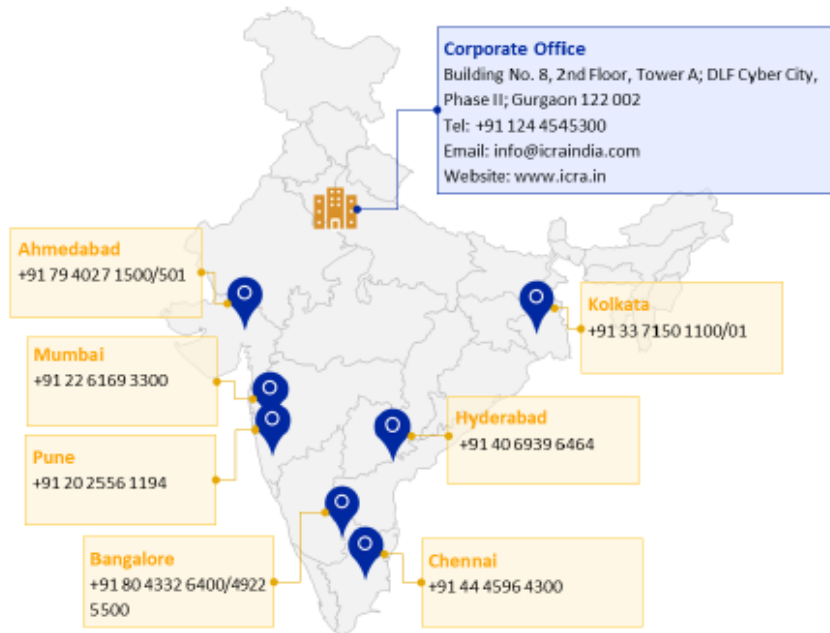 Corporate Office
Building No. 8, 2nd Floor, Tower A; DLF Cyber City,
Phase II; Gurgaon 122 002
Tel: +91 124 4545300
Email: info@icraindia.com
Website: www.icra.in
Ahmedabad
+91 79 4027 1500/501
Kolkata
+91 33 7150 1100/01
Mumbai
+91 22 6169 3300
Hyderabad
+91 40 6939 6464
Pune
+91 20 2556 1194
Bangalore
+91 80 4332 6400/4922
5500
Chennai
+91 44 4596 4300